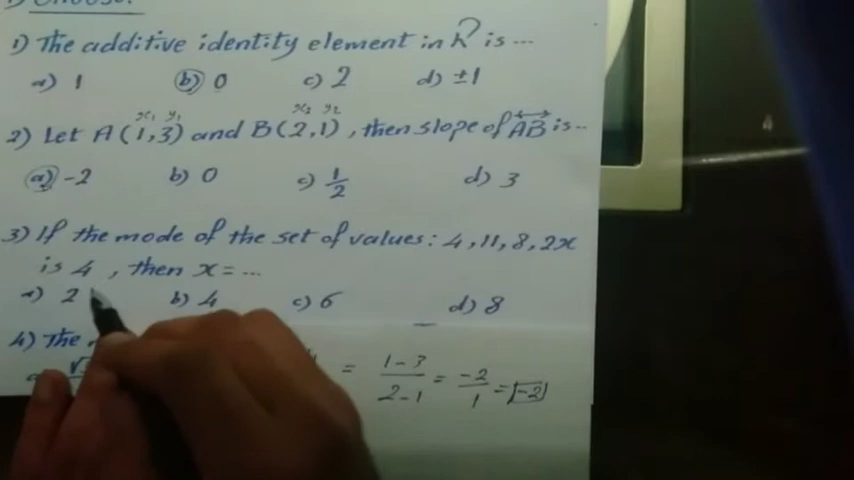 1) Choose:
1) The additive identity element in R is ...
a) 1 b) 0 c) 2 d) ±1
x₁ y₁ x₂ y₂
2) Let A(1,3) and B(2,1), then slope of AB is ..
a) -2 b) 0 c) 1/2 d) 3
3) If the mode of the set of values: 4, 11, 8, 2x
is 4, then x = ...
a) 2 b) 4 c) 6 d) 8
4) The
= 1-3/2-1 = -2/1 = -2